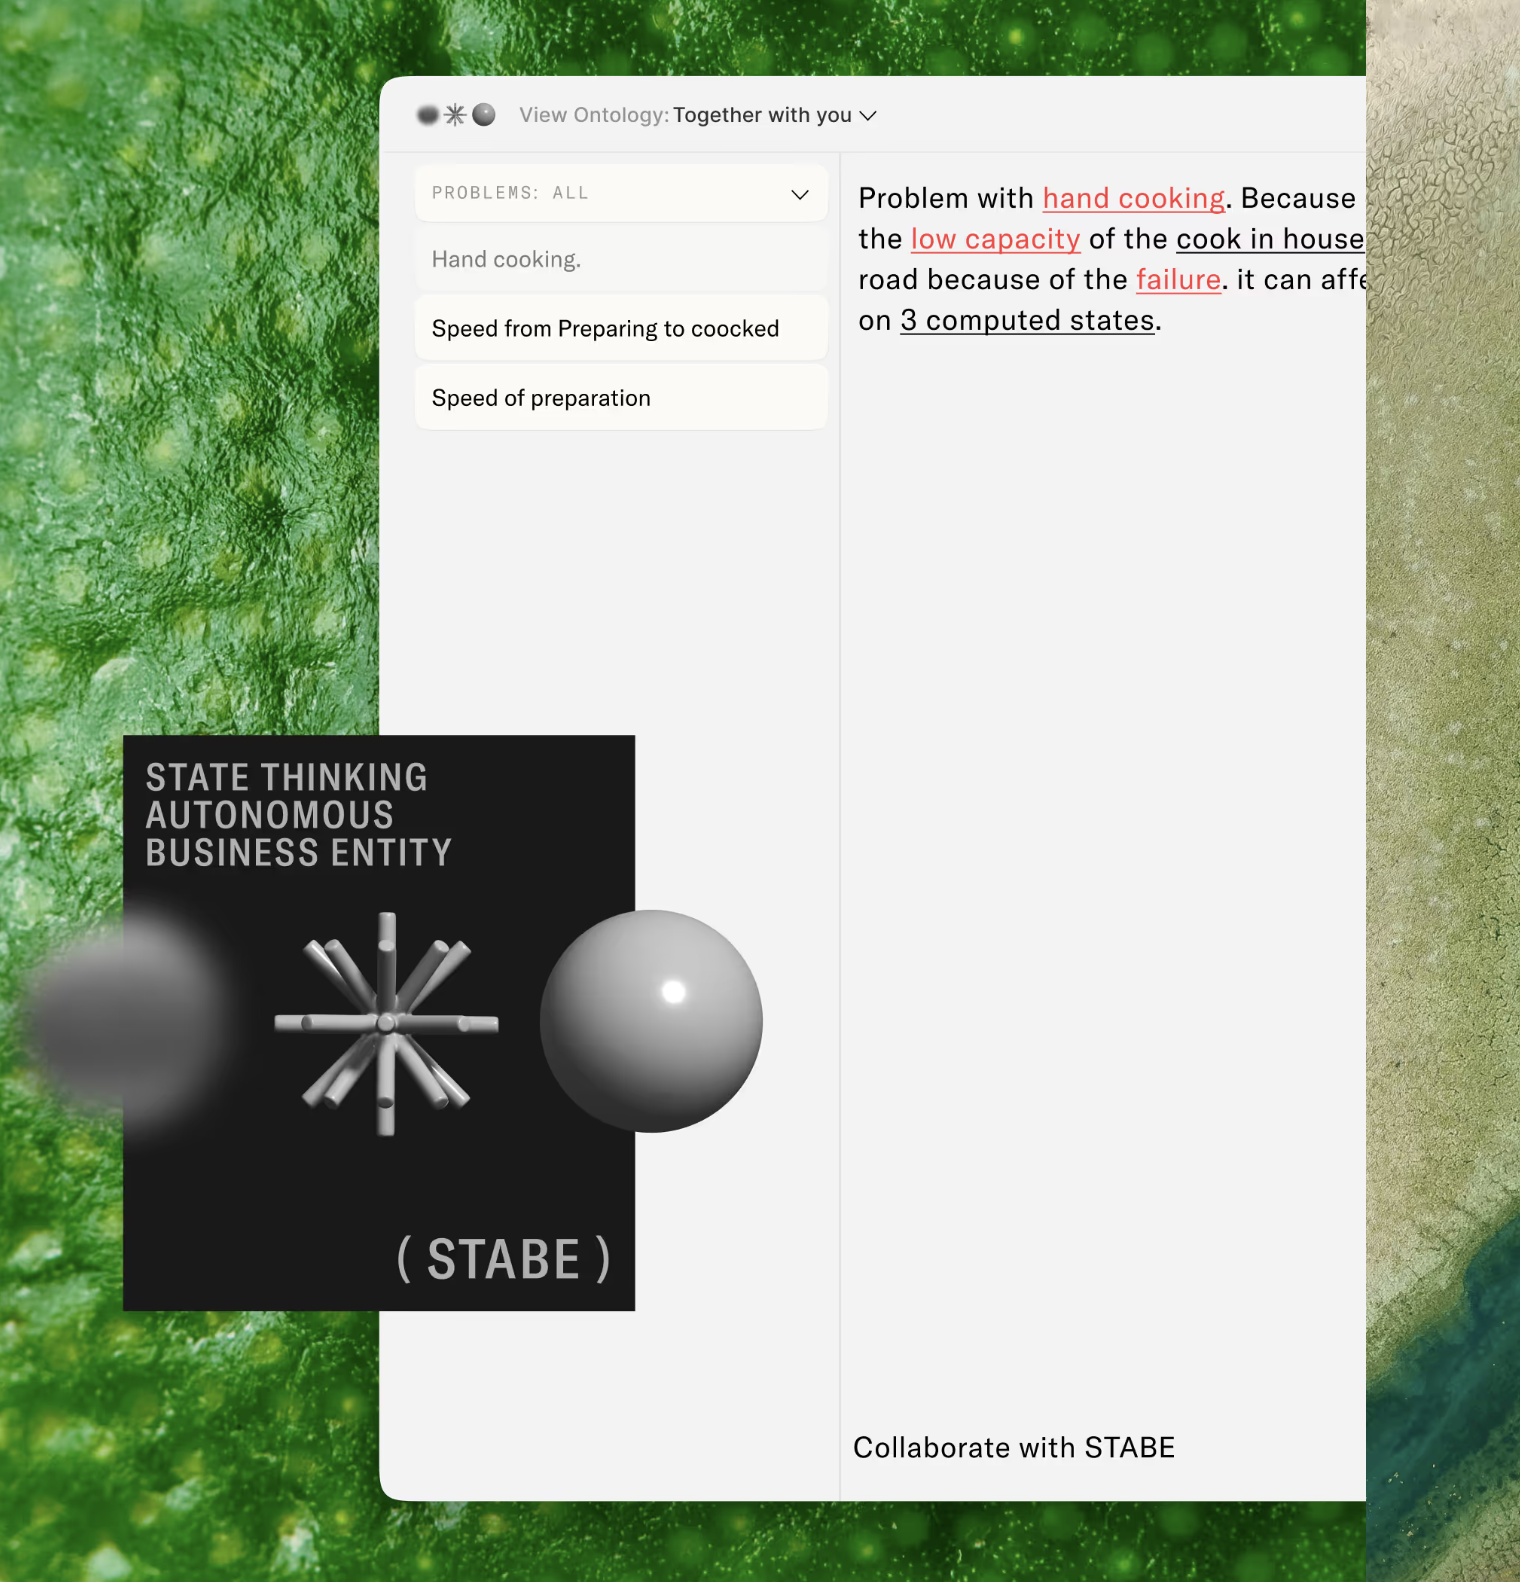 View Ontology: Together with you
PROBLEMS: ALL
Hand cooking.
Speed from Preparing to coocked
Speed of preparation
Problem with hand cooking. Because
the low capacity of the cook in house
road because of the failure. it can affe
on 3 computed states.
STATE THINKING
AUTONOMOUS
BUSINESS ENTITY
( STABE )
Collaborate with STABE